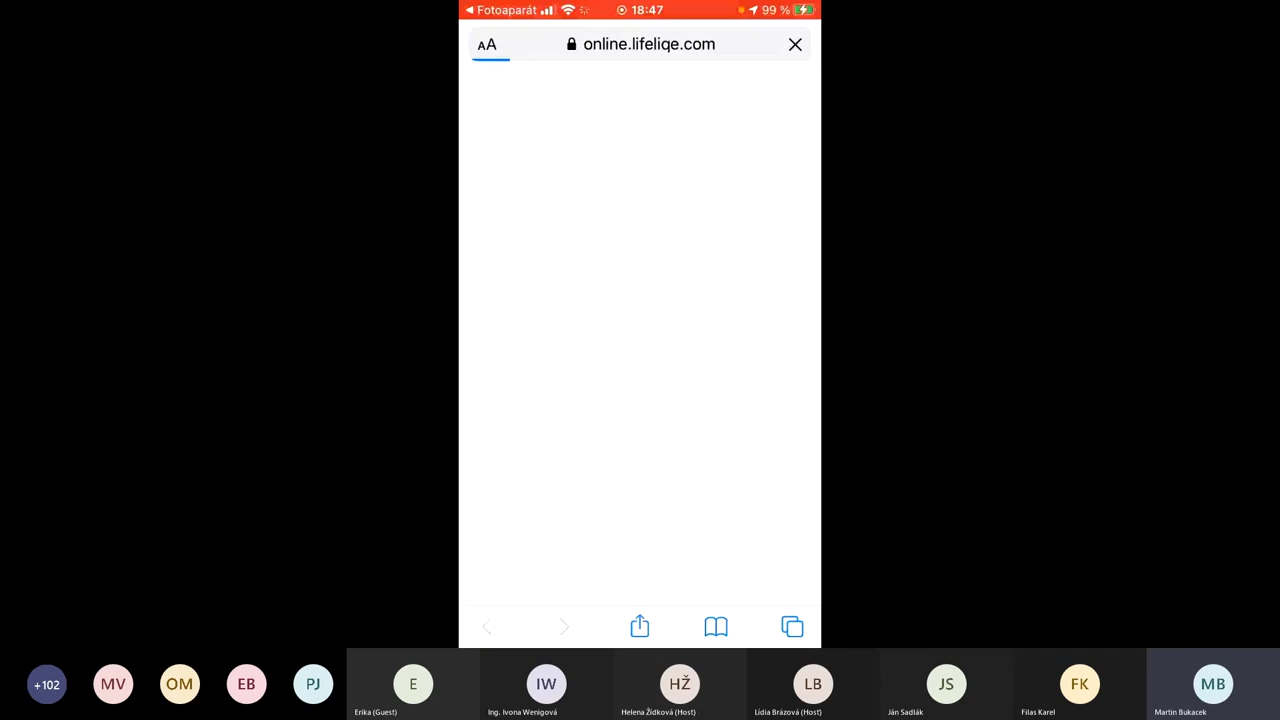 Fotoaparát
18:47
99 %
AA
online.lifeliqe.com
+102
MV
OM
EB
PJ
E
IW
HŽ
LB
JS
FK
MB
Erika (Guest)
Ing. Ivona Wenigová
Helena Žídková (Host)
Lídia Brázová (Host)
Ján Sadlák
Filas Karel
Martin Bukacek